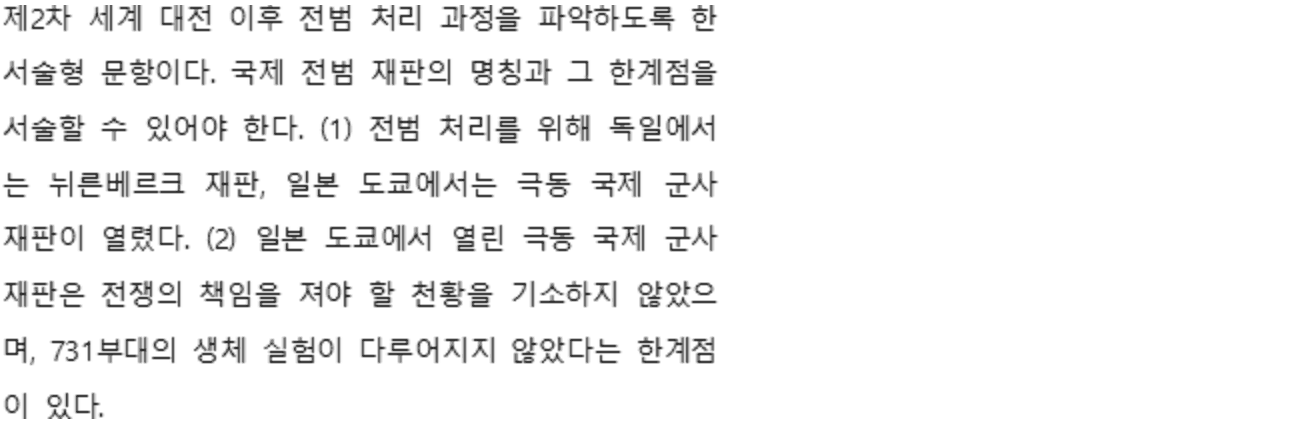 제2차 세계 대전 이후 전범 처리 과정을 파악하도록 한
서술형 문항이다. 국제 전범 재판의 명칭과 그 한계점을
서술할 수 있어야 한다. (1) 전범 처리를 위해 독일에서
는 뉘른베르크 재판, 일본 도쿄에서는 극동 국제 군사
재판이 열렸다. (2) 일본 도쿄에서 열린 극동 국제 군사
재판은 전쟁의 책임을 져야 할 천황을 기소하지 않았으
며, 731부대의 생체 실험이 다루어지지 않았다는 한계점
이 있다.